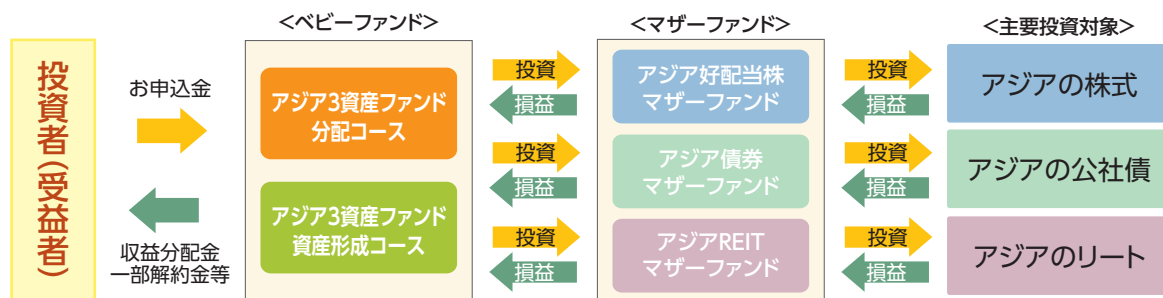 <ベビーファンド>
<マザーファンド>
<主要投資対象>
投資者(受益者)
お申込金
収益分配金
一部解約金等
アジア3資産ファンド
分配コース
アジア3資産ファンド
資産形成コース
投資
損益
投資
損益
投資
損益
アジア好配当株
マザーファンド
アジア債券
マザーファンド
アジアREIT
マザーファンド
投資
損益
投資
損益
投資
損益
アジアの株式
アジアの公社債
アジアのリート